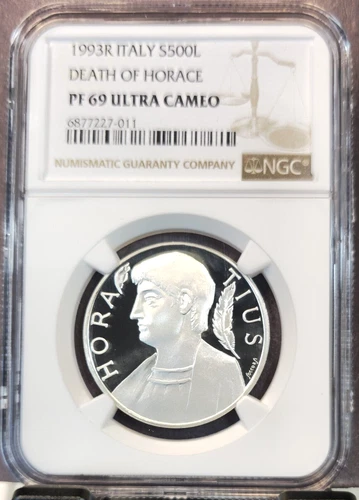 1993R ITALY S500L
DEATH OF HORACE
PF 69 ULTRA CAMEO
6877227-011
NUMISMATIC GUARANTY COMPANY
NGC®
HORA TIUS